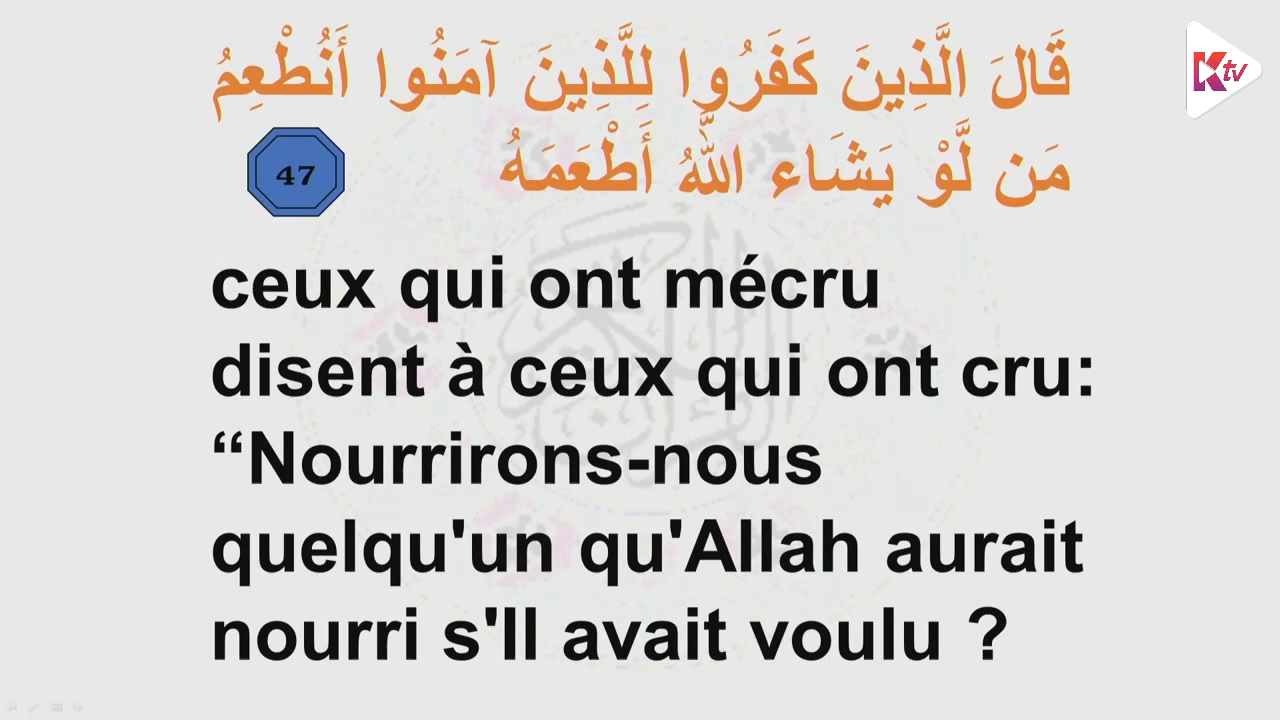 قَالَ الَّذِينَ كَفَرُوا لِلَّذِينَ آمَنُوا أَنُطْعِمُ
مَن لَّوْ يَشَاء اللَّهُ أَطْعَمَهُ
47
ceux qui ont mécru
disent à ceux qui ont cru:
“Nourrirons-nous
quelqu'un qu'Allah aurait
nourri s'Il avait voulu ?
Ktv